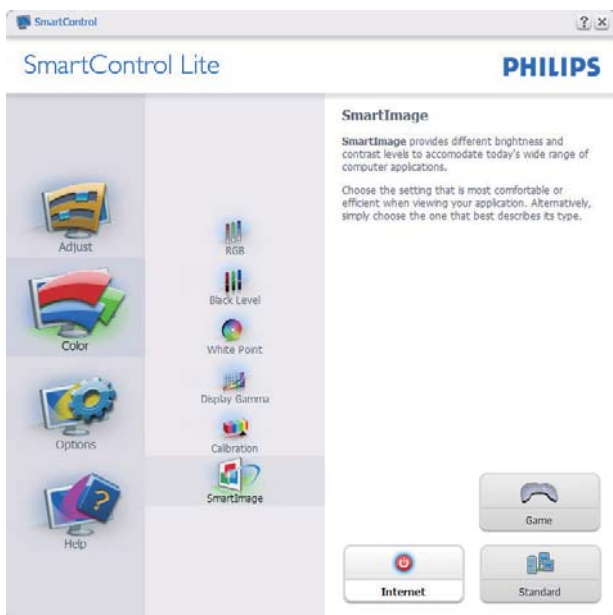 SmartControl
? ×
SmartControl Lite
PHILIPS
Adjust
Color
Options
Help
RGB
Black Level
White Point
Display Gamma
Calibration
SmartImage
SmartImage
SmartImage provides different brightness and
contrast levels to accomodate today's wide range of
computer applications.
Choose the setting that is most comfortable or
efficient when viewing your application. Alternatively,
simply choose the one that best describes its type.
Game
Internet
Standard